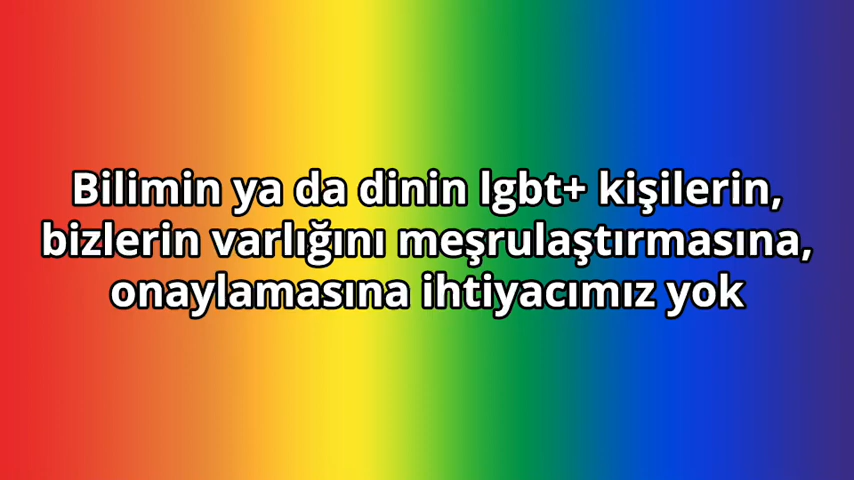 Bilimin ya da dinin lgbt+ kişilerin,
bizlerin varlığını meşrulaştırmasına,
onaylamasına ihtiyacımız yok